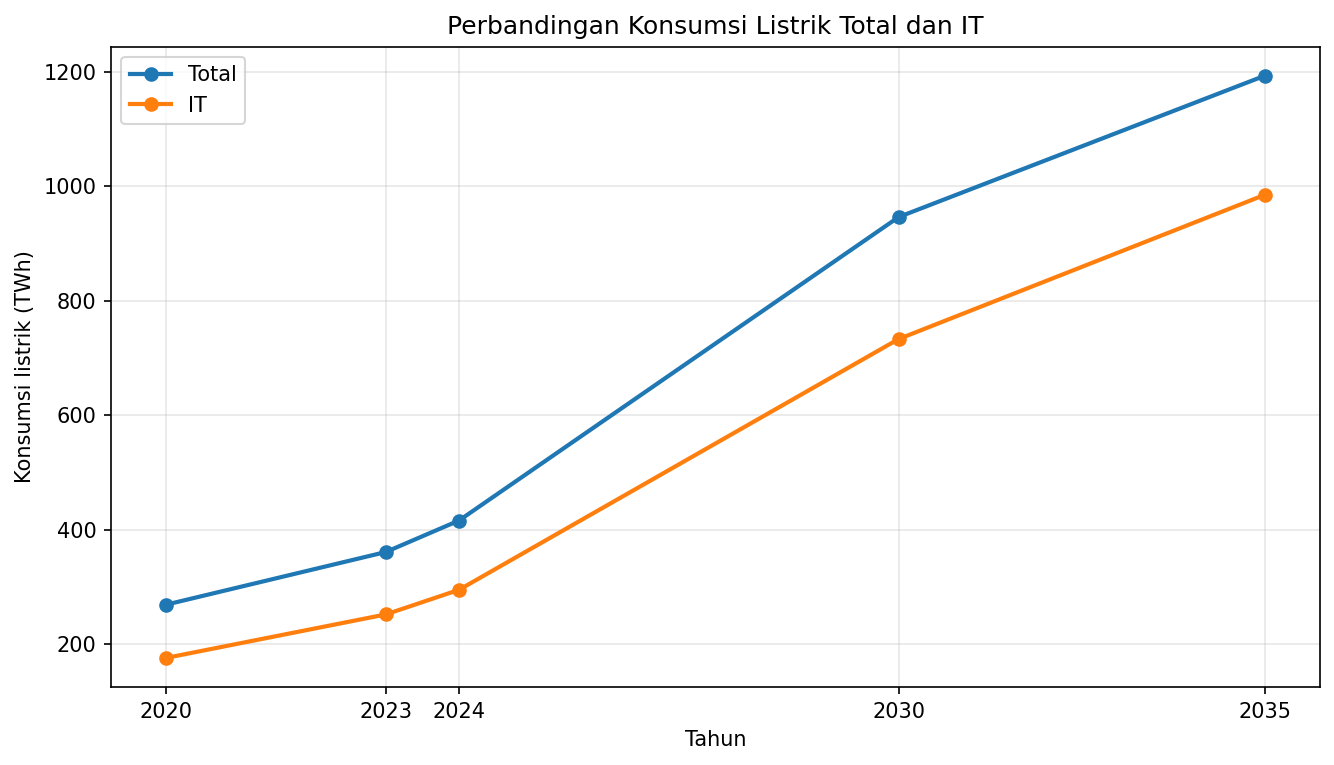 Perbandingan Konsumsi Listrik Total dan IT
Total
IT
1200
1000
800
600
400
200
Konsumsi listrik (TWh)
2020
2023
2024
2030
2035
Tahun